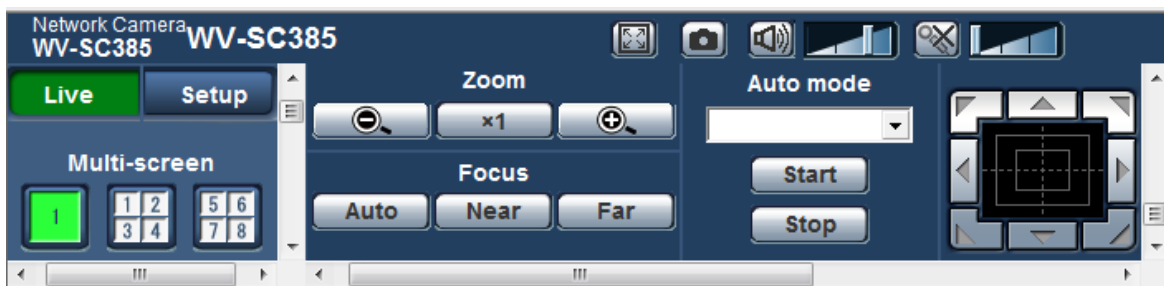 Network Camera
WV-SC385
WV-SC385
Live
Setup
Zoom
×1
Auto mode
Multi-screen
Focus
Auto
Near
Far
Start
Stop
1
1 2
3 4
5 6
7 8